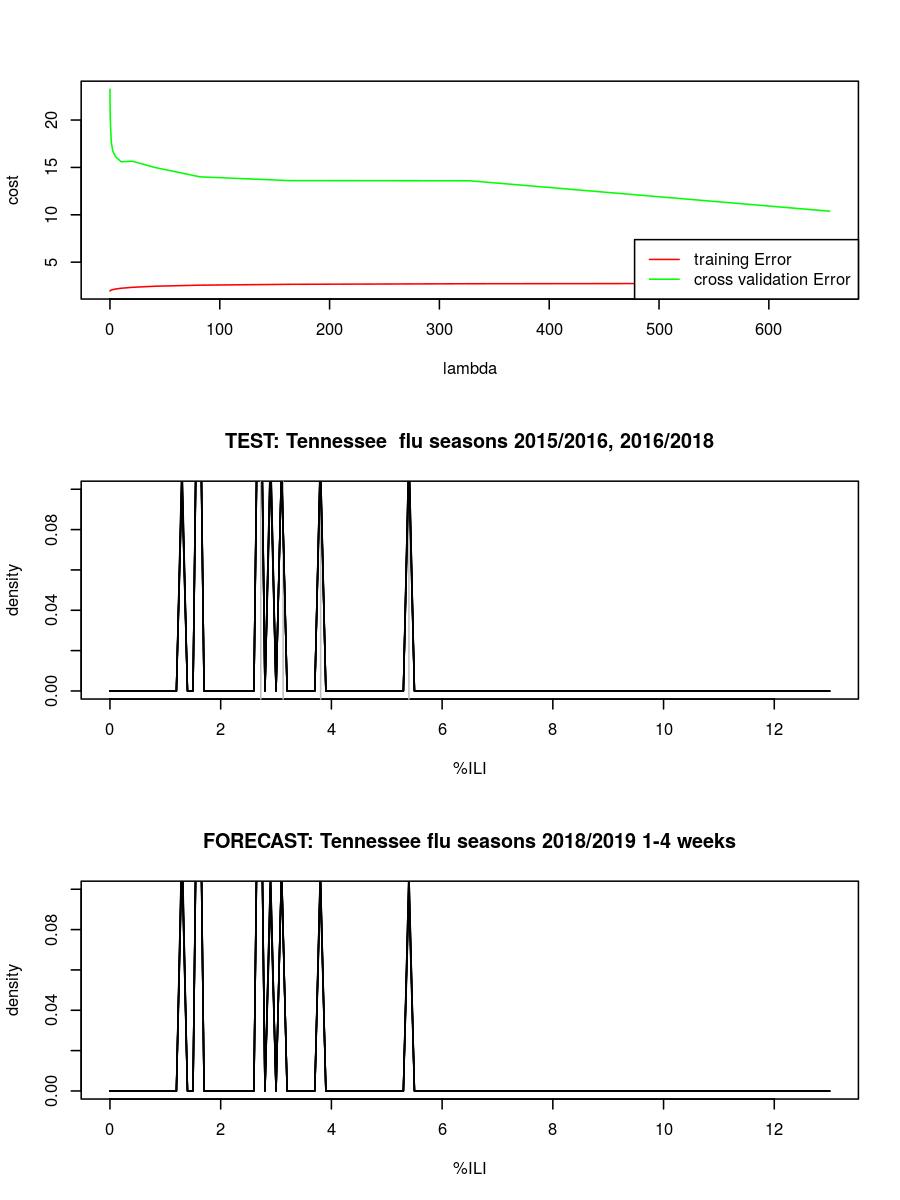 cost
20
15
10
5
training Error
cross validation Error
0 100 200 300 400 500 600
lambda
TEST: Tennessee  flu seasons 2015/2016, 2016/2018
density
0.08
0.04
0.00
0 2 4 6 8 10 12
%ILI
FORECAST: Tennessee flu seasons 2018/2019 1-4 weeks
density
0.08
0.04
0.00
0 2 4 6 8 10 12
%ILI